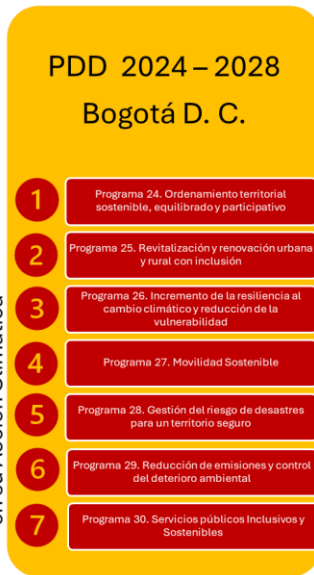 PDD 2024 – 2028
Bogotá D. C.
1
Programa 24. Ordenamiento territorial
sostenible, equilibrado y participativo
2
Programa 25. Revitalización y renovación urbana
y rural con inclusión
3
Programa 26. Incremento de la resiliencia al
cambio climático y reducción de la
vulnerabilidad
4
Programa 27. Movilidad Sostenible
5
Programa 28. Gestión del riesgo de desastres
para un territorio seguro
6
Programa 29. Reducción de emisiones y control
del deterioro ambiental
7
Programa 30. Servicios públicos Inclusivos y
Sostenibles